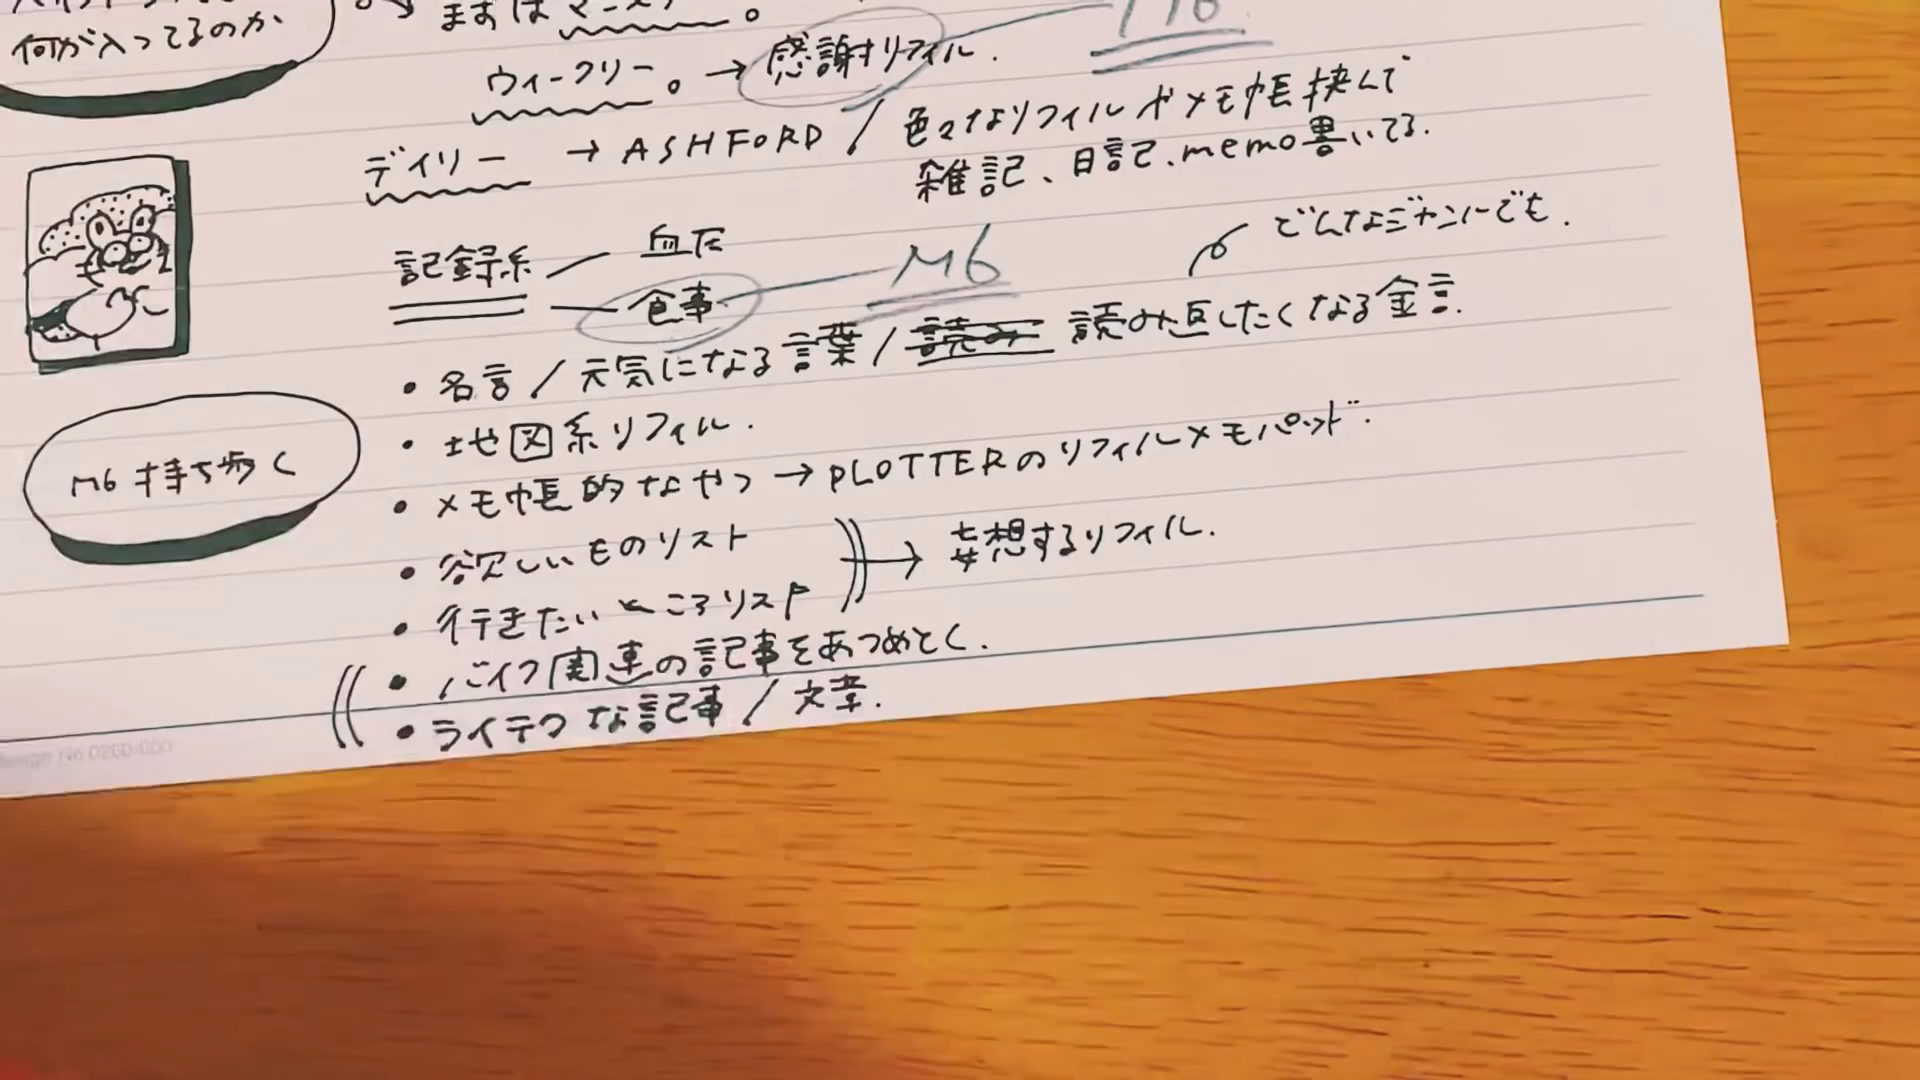 何が入ってるのか
まずは
M6
ウィークリー。→感謝リフィル.
デイリー → ASHFORD / 色々なリフィルやメモ帳挟んで
雑記、日記、memo書いてる.
記録系 血圧
食事 M6
どんなジャンルでも.
・名言/元気になる言葉/読み 読み返したくなる金言.
・地図系リフィル.
M6持ち歩く
・メモ帳的なやつ→PLOTTERのリフィルメモパッド.
・欲しいものリスト
・行きたいところリスト → 妄想するリフィル.
・バイク関連の記事をあつめとく.
・ライテクな記事/文章.
Design No 0260-000